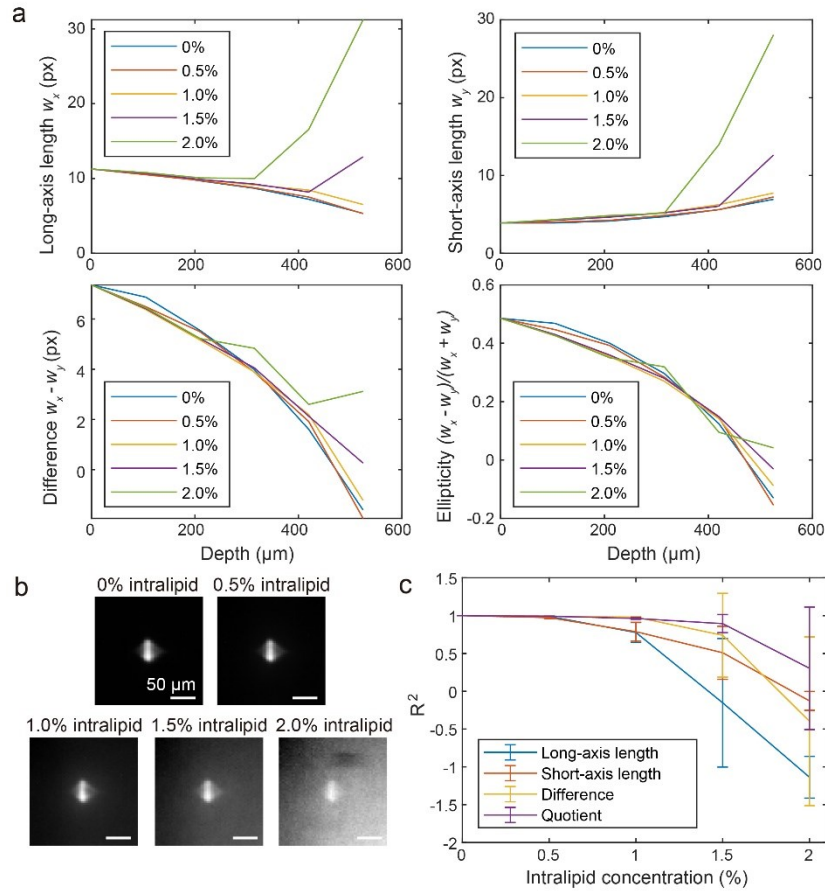 a
Long-axis length w_x (px)
30
20
10
0
0 200 400 600
0%
0.5%
1.0%
1.5%
2.0%
Short-axis length w_y (px)
30
20
10
0
0 200 400 600
0%
0.5%
1.0%
1.5%
2.0%
Difference w_x - w_y (px)
6
4
2
0
0 200 400 600
Depth (μm)
0%
0.5%
1.0%
1.5%
2.0%
Ellipticity (w_x - w_y)/(w_x + w_y)
0.6
0.4
0.2
0
-0.2
0 200 400 600
Depth (μm)
0%
0.5%
1.0%
1.5%
2.0%
b
0% intralipid 0.5% intralipid
50 μm
1.0% intralipid 1.5% intralipid 2.0% intralipid
c
R²
1.5
1
0.5
0
-0.5
-1
-1.5
-2
0 0.5 1 1.5 2
Intralipid concentration (%)
Long-axis length
Short-axis length
Difference
Quotient